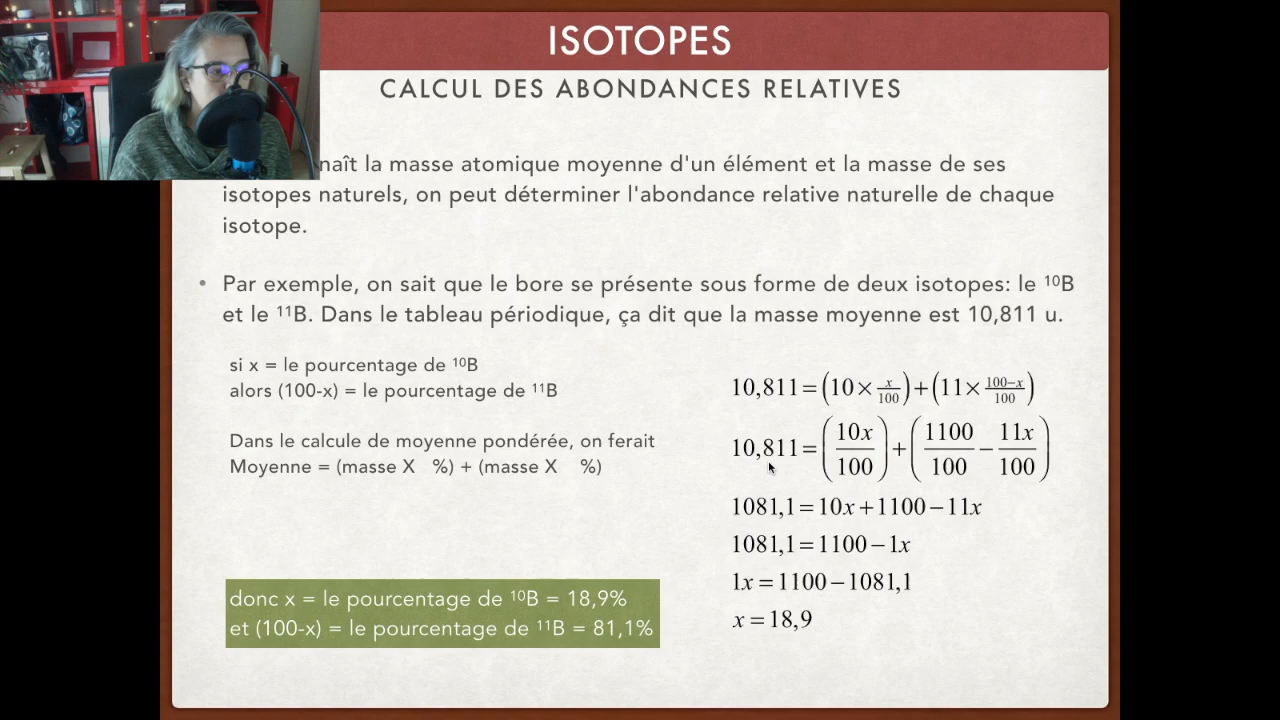 ISOTOPES
CALCUL DES ABONDANCES RELATIVES
naît la masse atomique moyenne d'un élément et la masse de ses
isotopes naturels, on peut déterminer l'abondance relative naturelle de chaque
isotope.
• Par exemple, on sait que le bore se présente sous forme de deux isotopes: le ¹⁰B
et le ¹¹B. Dans le tableau périodique, ça dit que la masse moyenne est 10,811 u.
si x = le pourcentage de ¹⁰B
alors (100-x) = le pourcentage de ¹¹B
Dans le calcule de moyenne pondérée, on ferait
Moyenne = (masse X %) + (masse X %)
donc x = le pourcentage de ¹⁰B = 18,9%
et (100-x) = le pourcentage de ¹¹B = 81,1%
10,811 = (10 × x/100) + (11 × 100−x/100)
10,811 = (10x/100) + (1100/100 − 11x/100)
1081,1 = 10x + 1100 − 11x
1081,1 = 1100 − 1x
1x = 1100 − 1081,1
x = 18,9